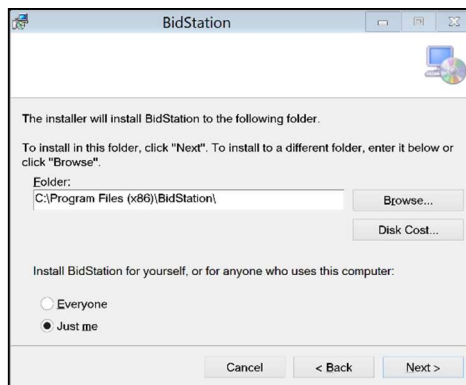 BidStation
The installer will install BidStation to the following folder.
To install in this folder, click "Next". To install to a different folder, enter it below or
click "Browse".
Folder:
C:\Program Files (x86)\BidStation\
Browse...
Disk Cost...
Install BidStation for yourself, or for anyone who uses this computer:
Everyone
Just me
Cancel
< Back
Next >